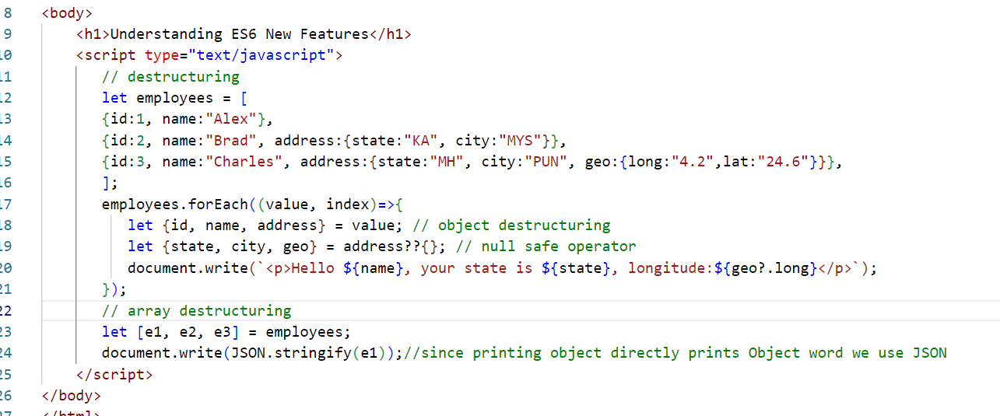 8 <body>
9 <h1>Understanding ES6 New Features</h1>
10 <script type="text/javascript">
11 // destructuring
12 let employees = [
13 {id:1, name:"Alex"},
14 {id:2, name:"Brad", address:{state:"KA", city:"MYS"}},
15 {id:3, name:"Charles", address:{state:"MH", city:"PUN", geo:{long:"4.2",lat:"24.6"}}},
16 ];
17 employees.forEach((value, index)=>{
18 let {id, name, address} = value; // object destructuring
19 let {state, city, geo} = address??{}; // null safe operator
20 document.write(`<p>Hello ${name}, your state is ${state}, longitude:${geo?.long}</p>`);
21 });
22 // array destructuring
23 let [e1, e2, e3] = employees;
24 document.write(JSON.stringify(e1));//since printing object directly prints Object word we use JSON
25 </script>
26 </body>
27 </html>